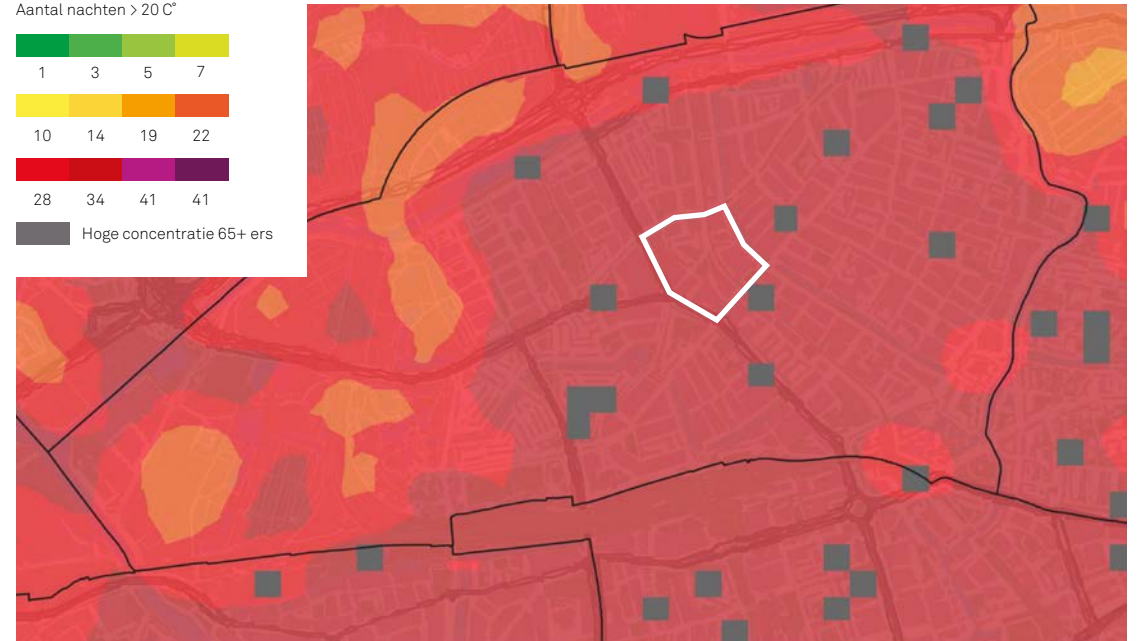 Aantal nachten > 20 C°
1 3 5 7
10 14 19 22
28 34 41 41
Hoge concentratie 65+ ers